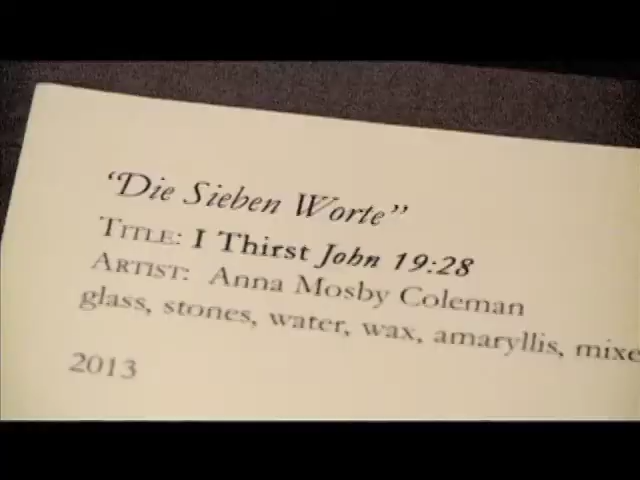 "Die Sieben Worte"
TITLE: I Thirst John 19:28
ARTIST: Anna Mosby Coleman
glass, stones, water, wax, amaryllis, mixe
2013